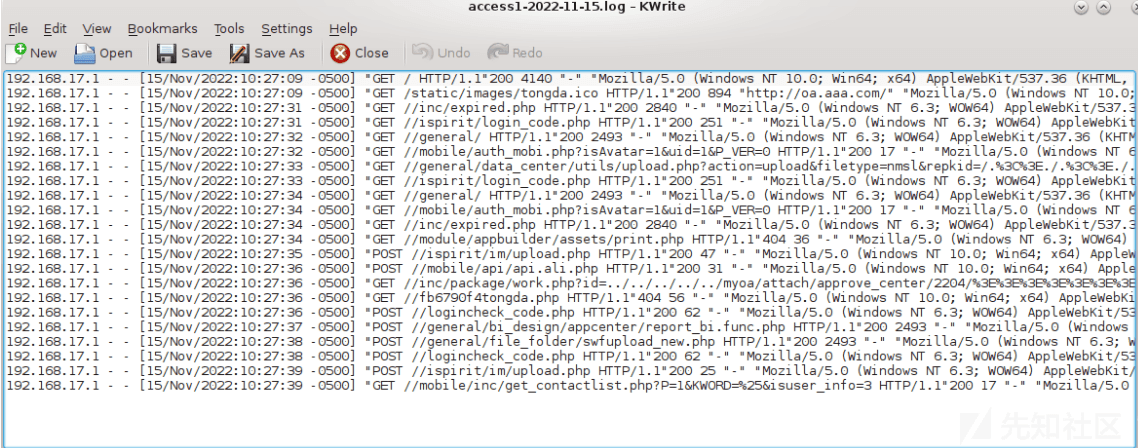 access1-2022-11-15.log – KWrite
File Edit View Bookmarks Tools Settings Help
New Open Save Save As Close Undo Redo
192.168.17.1 - - [15/Nov/2022:10:27:09 -0500] "GET / HTTP/1.1"200 4140 "-" "Mozilla/5.0 (Windows NT 10.0; Win64; x64) AppleWebKit/537.36 (KHTML,
192.168.17.1 - - [15/Nov/2022:10:27:09 -0500] "GET /static/images/tongda.ico HTTP/1.1"200 894 "http://oa.aaa.com/" "Mozilla/5.0 (Windows NT 10.0;
192.168.17.1 - - [15/Nov/2022:10:27:31 -0500] "GET //inc/expired.php HTTP/1.1"200 2840 "-" "Mozilla/5.0 (Windows NT 6.3; WOW64) AppleWebKit/537.3
192.168.17.1 - - [15/Nov/2022:10:27:31 -0500] "GET //ispirit/login_code.php HTTP/1.1"200 251 "-" "Mozilla/5.0 (Windows NT 6.3; WOW64) AppleWebKit
192.168.17.1 - - [15/Nov/2022:10:27:32 -0500] "GET //general/ HTTP/1.1"200 2493 "-" "Mozilla/5.0 (Windows NT 6.3; WOW64) AppleWebKit/537.36 (KHTM
192.168.17.1 - - [15/Nov/2022:10:27:32 -0500] "GET //mobile/auth_mobi.php?isAvatar=1&uid=1&P_VER=0 HTTP/1.1"200 17 "-" "Mozilla/5.0 (Windows NT 6
192.168.17.1 - - [15/Nov/2022:10:27:33 -0500] "GET //general/data_center/utils/upload.php?action=upload&filetype=nmsl&repkid=/.%3C%3E./.%3C%3E./.
192.168.17.1 - - [15/Nov/2022:10:27:33 -0500] "GET //ispirit/login_code.php HTTP/1.1"200 251 "-" "Mozilla/5.0 (Windows NT 6.3; WOW64) AppleWebKit
192.168.17.1 - - [15/Nov/2022:10:27:34 -0500] "GET //general/ HTTP/1.1"200 2493 "-" "Mozilla/5.0 (Windows NT 6.3; WOW64) AppleWebKit/537.36 (KHTM
192.168.17.1 - - [15/Nov/2022:10:27:34 -0500] "GET //mobile/auth_mobi.php?isAvatar=1&uid=1&P_VER=0 HTTP/1.1"200 17 "-" "Mozilla/5.0 (Windows NT 6
192.168.17.1 - - [15/Nov/2022:10:27:34 -0500] "GET //inc/expired.php HTTP/1.1"200 2840 "-" "Mozilla/5.0 (Windows NT 6.3; WOW64) AppleWebKit/537.3
192.168.17.1 - - [15/Nov/2022:10:27:34 -0500] "GET //module/appbuilder/assets/print.php HTTP/1.1"404 36 "-" "Mozilla/5.0 (Windows NT 6.3; WOW64)
192.168.17.1 - - [15/Nov/2022:10:27:35 -0500] "POST //ispirit/im/upload.php HTTP/1.1"200 47 "-" "Mozilla/5.0 (Windows NT 10.0; Win64; x64) AppleW
192.168.17.1 - - [15/Nov/2022:10:27:36 -0500] "POST //mobile/api/api.ali.php HTTP/1.1"200 31 "-" "Mozilla/5.0 (Windows NT 10.0; Win64; x64) Apple
192.168.17.1 - - [15/Nov/2022:10:27:36 -0500] "GET //inc/package/work.php?id=../../../../../myoa/attach/approve_center/2204/%3E%3E%3E%3E%3E%3E%3E
192.168.17.1 - - [15/Nov/2022:10:27:36 -0500] "GET //fb6790f4tongda.php HTTP/1.1"404 56 "-" "Mozilla/5.0 (Windows NT 10.0; Win64; x64) AppleWebKi
192.168.17.1 - - [15/Nov/2022:10:27:36 -0500] "POST //logincheck_code.php HTTP/1.1"200 62 "-" "Mozilla/5.0 (Windows NT 6.3; WOW64) AppleWebKit/53
192.168.17.1 - - [15/Nov/2022:10:27:37 -0500] "POST //general/bi_design/appcenter/report_bi.func.php HTTP/1.1"200 2493 "-" "Mozilla/5.0 (Windows
192.168.17.1 - - [15/Nov/2022:10:27:38 -0500] "POST //general/file_folder/swfupload_new.php HTTP/1.1"200 2493 "-" "Mozilla/5.0 (Windows NT 6.3; W
192.168.17.1 - - [15/Nov/2022:10:27:38 -0500] "POST //logincheck_code.php HTTP/1.1"200 62 "-" "Mozilla/5.0 (Windows NT 6.3; WOW64) AppleWebKit/53
192.168.17.1 - - [15/Nov/2022:10:27:39 -0500] "POST //ispirit/im/upload.php HTTP/1.1"200 25 "-" "Mozilla/5.0 (Windows NT 6.3; WOW64) AppleWebKit/
192.168.17.1 - - [15/Nov/2022:10:27:39 -0500] "GET //mobile/inc/get_contactlist.php?P=1&KWORD=%25&isuser_info=3 HTTP/1.1"200 17 "-" "Mozilla/5.0
先知社区